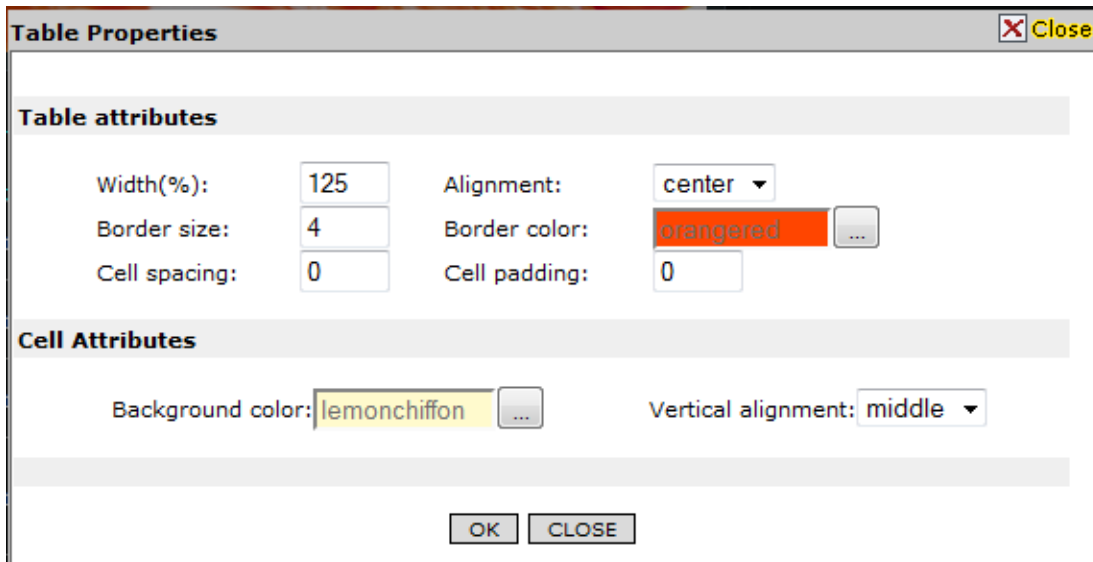 Table Properties Close
Table attributes
Width(%): 125 Alignment: center
Border size: 4 Border color: orangered ...
Cell spacing: 0 Cell padding: 0
Cell Attributes
Background color: lemonchiffon ... Vertical alignment: middle
OK CLOSE